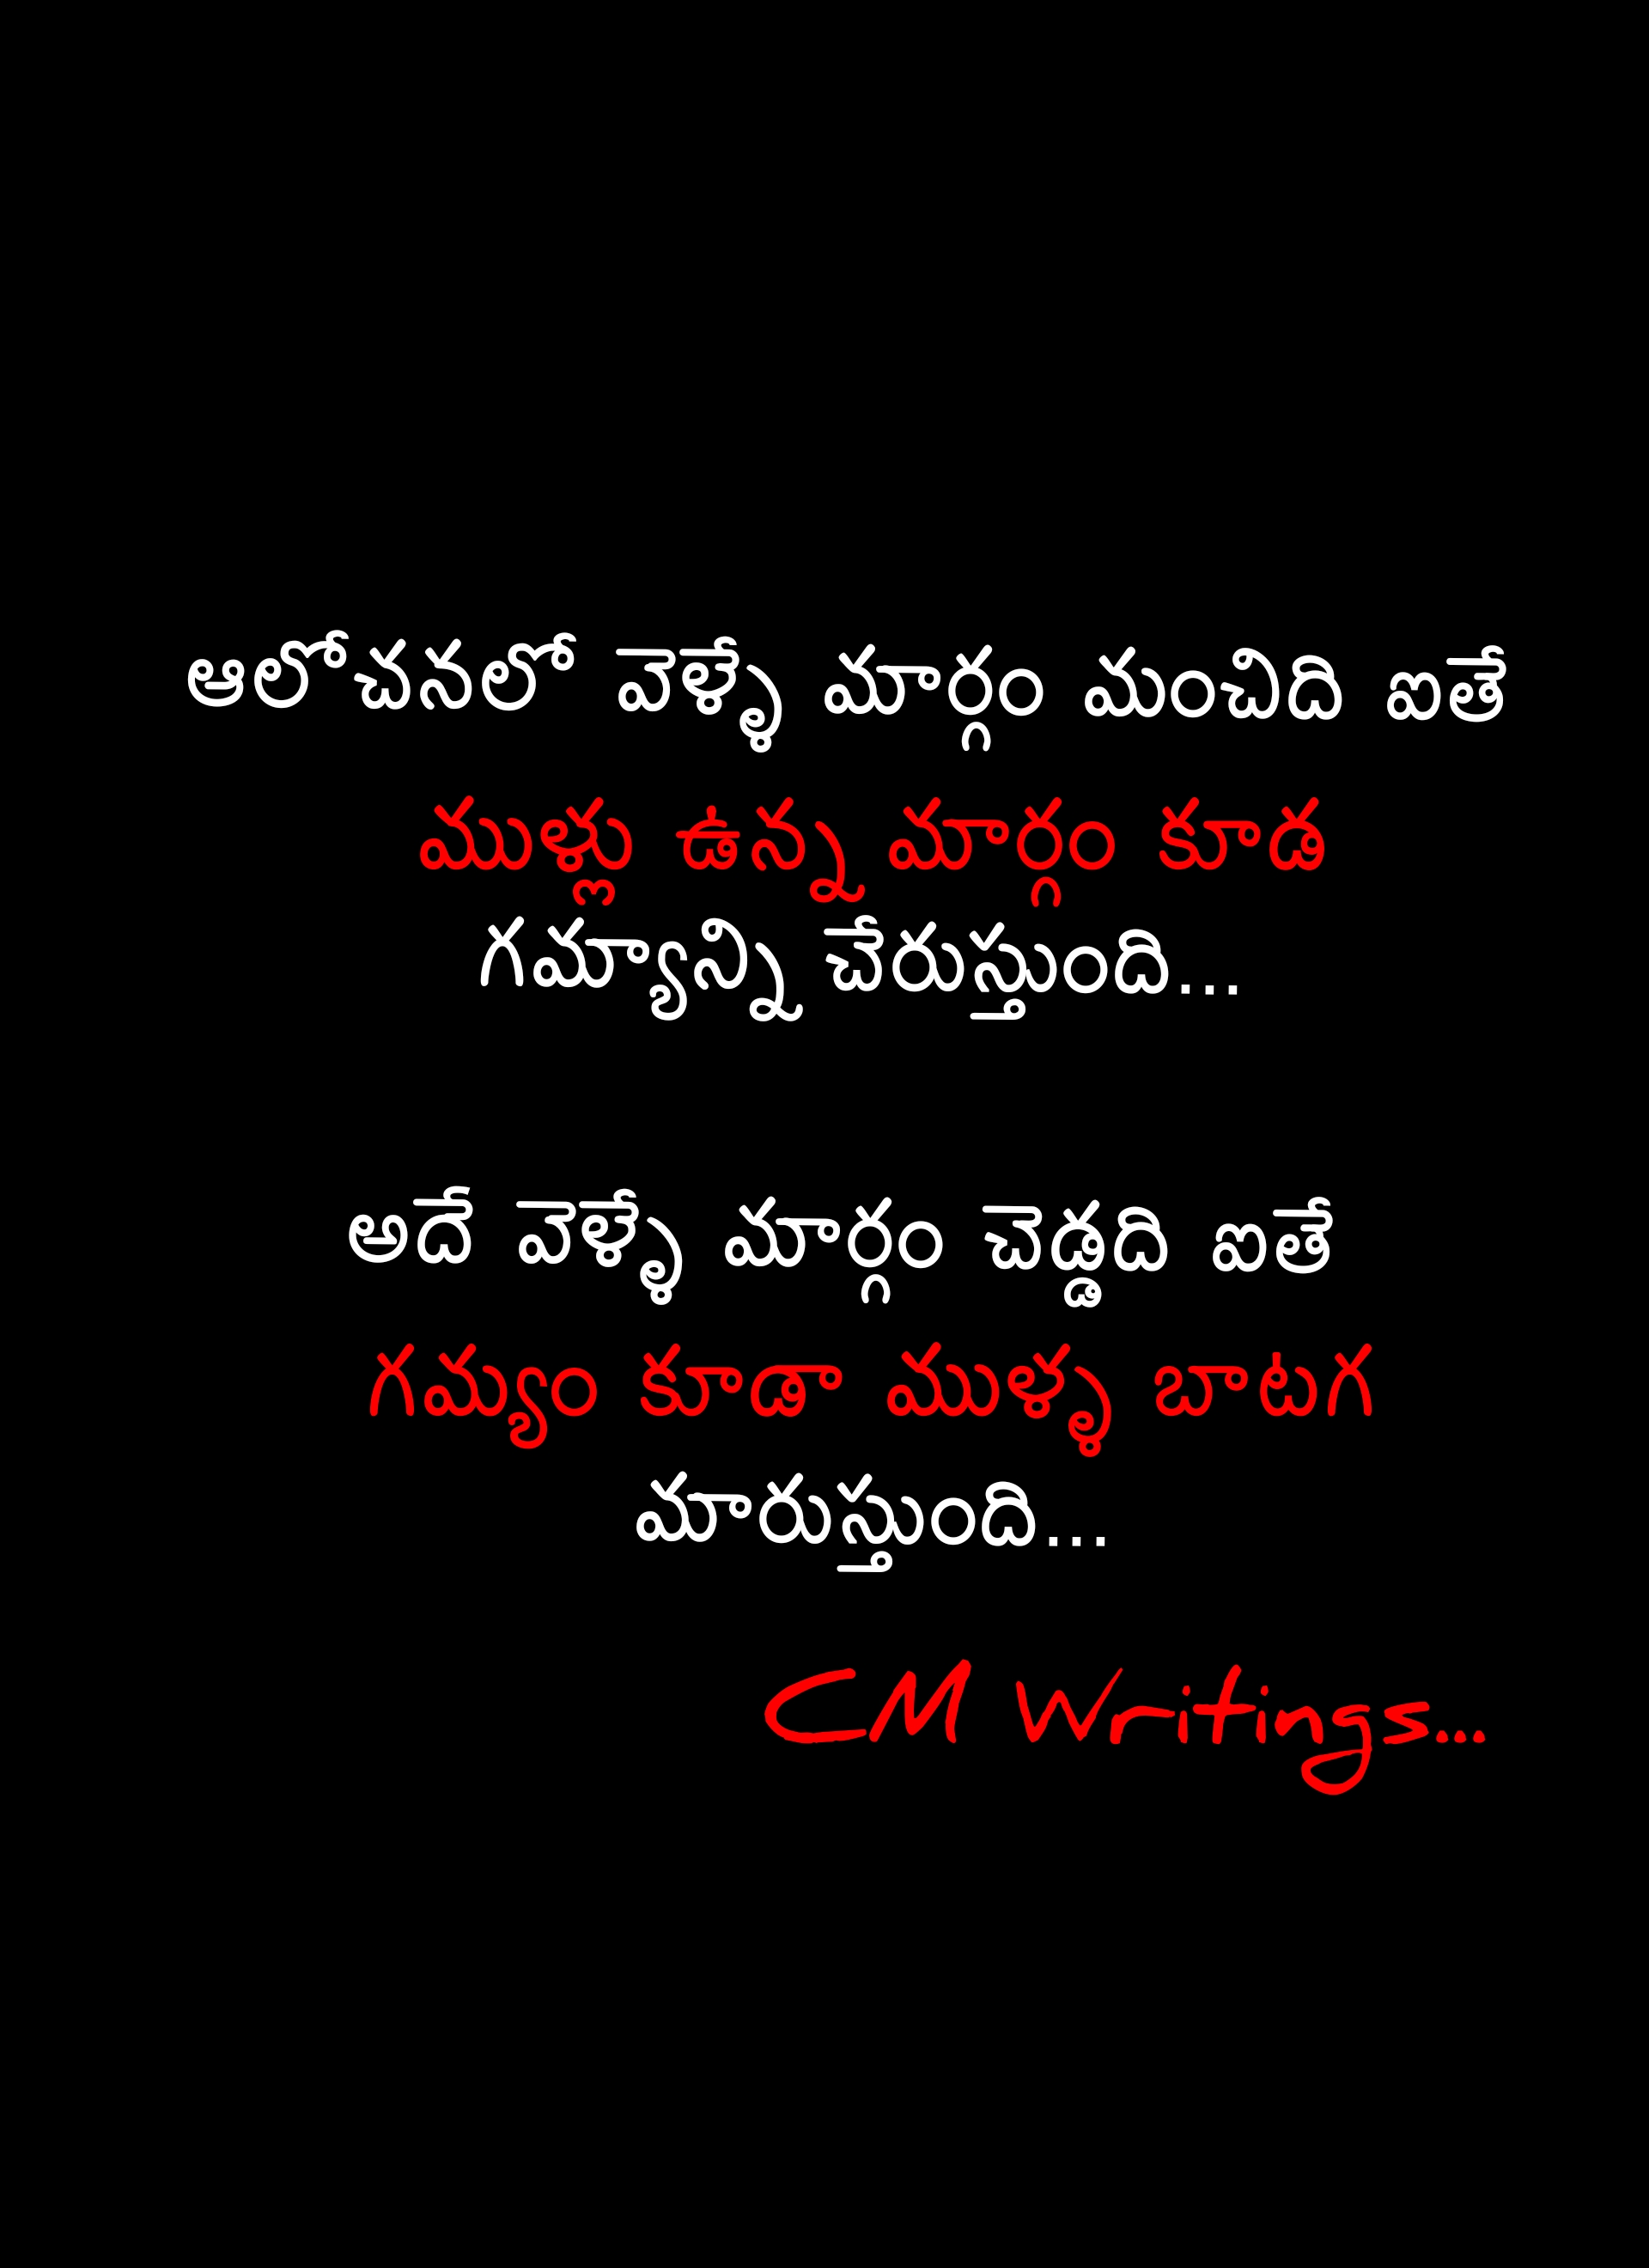 ఆలోచనలో వెళ్ళే మార్గం మంచిది ఐతే
ముళ్లు ఉన్న మార్గం కూడ
గమ్యాన్ని చేరుస్తుంది...
అదే వెళ్ళే మార్గం చెడ్డది ఐతే
గమ్యం కూడా ముళ్ళ బాటగ
మారుస్తుంది...
CM Writings...